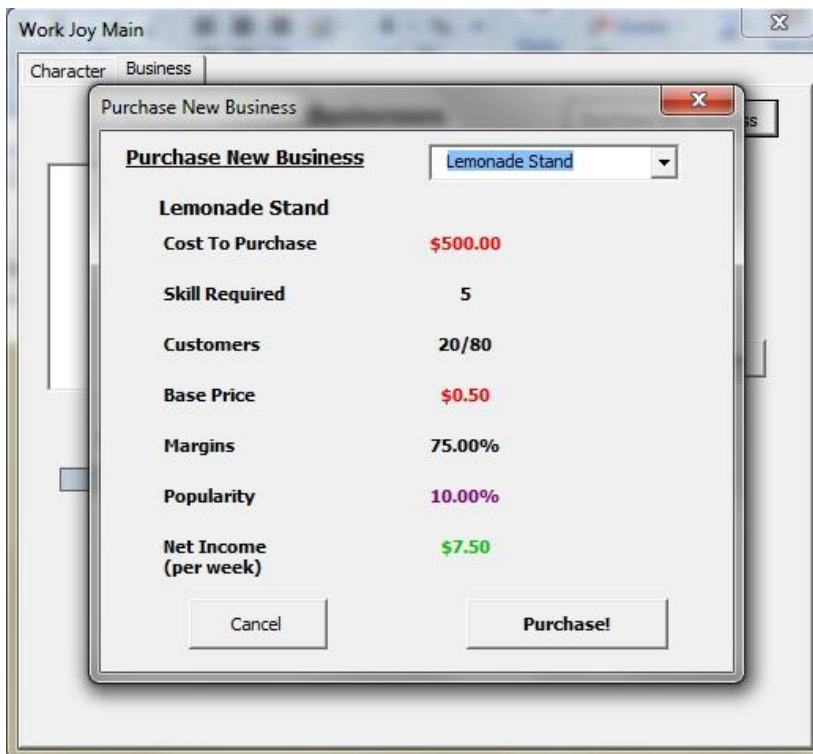 Work Joy Main
Character Business
Purchase New Business
ss
Purchase New Business Lemonade Stand
Lemonade Stand
Cost To Purchase $500.00
Skill Required 5
Customers 20/80
Base Price $0.50
Margins 75.00%
Popularity 10.00%
Net Income $7.50
(per week)
Cancel Purchase!